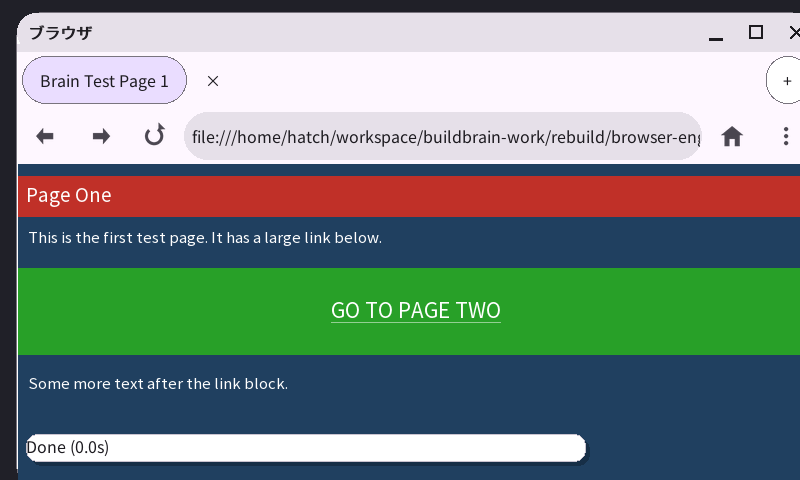 ブラウザ
Brain Test Page 1
+
file:///home/hatch/workspace/buildbrain-work/rebuild/browser-eng
Page One
This is the first test page. It has a large link below.
GO TO PAGE TWO
Some more text after the link block.
Done (0.0s)